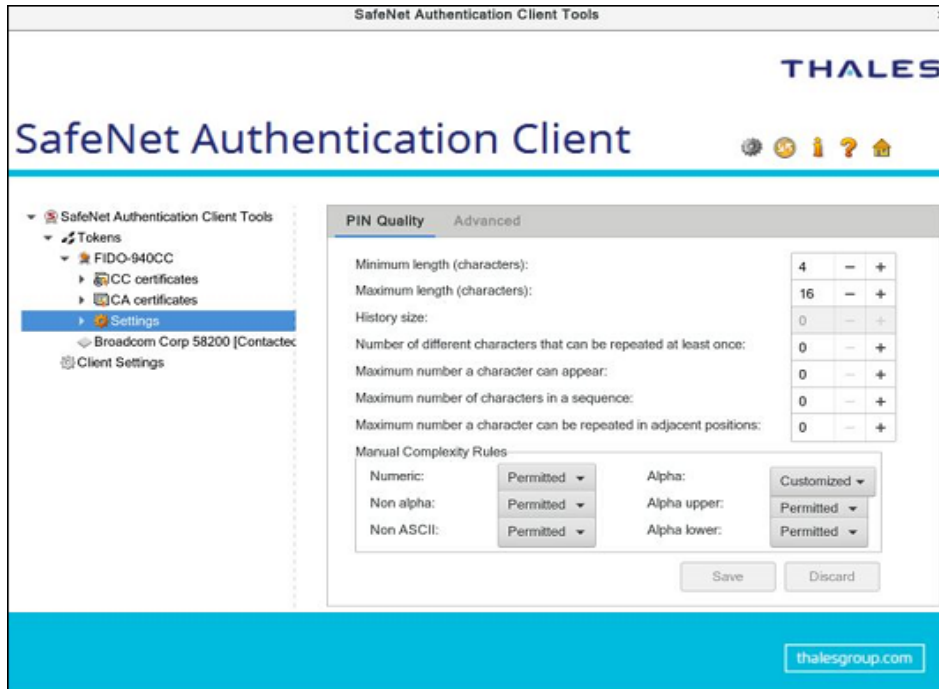 SafeNet Authentication Client Tools
THALES
SafeNet Authentication Client
SafeNet Authentication Client Tools
Tokens
FIDO-940CC
CC certificates
CA certificates
Settings
Broadcom Corp 58200 [Contacted
Client Settings
PIN Quality Advanced
Minimum length (characters): 4 − +
Maximum length (characters): 16 − +
History size: 0 − +
Number of different characters that can be repeated at least once: 0 − +
Maximum number a character can appear: 0 − +
Maximum number of characters in a sequence: 0 − +
Maximum number a character can be repeated in adjacent positions: 0 − +
Manual Complexity Rules
Numeric: Permitted Alpha: Customized
Non alpha: Permitted Alpha upper: Permitted
Non ASCII: Permitted Alpha lower: Permitted
Save Discard
thalesgroup.com